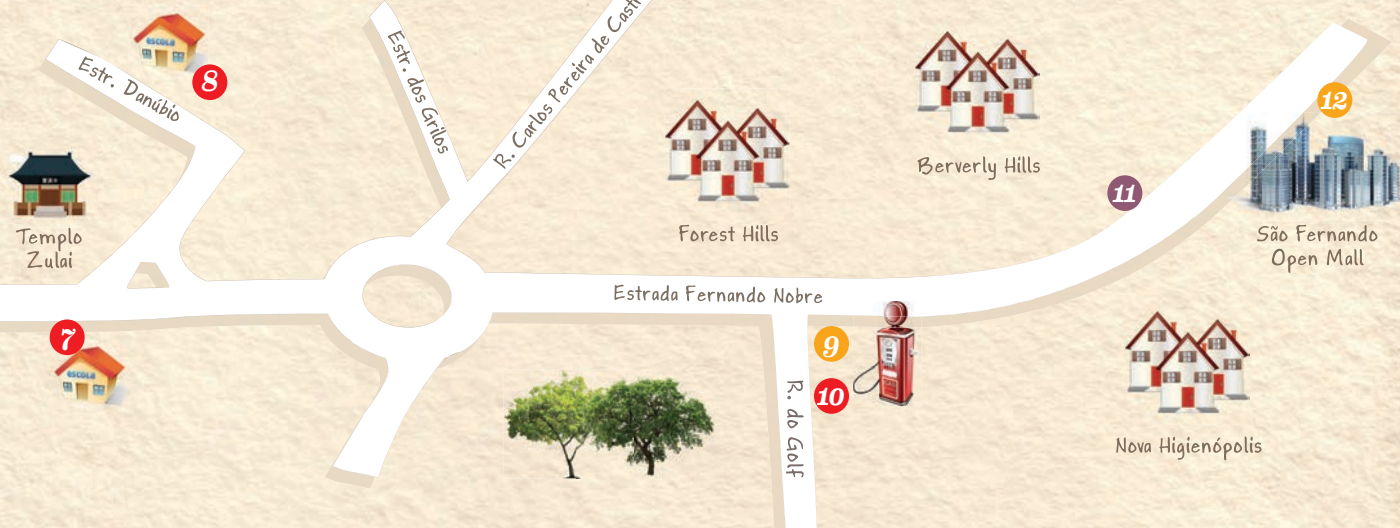 escola
8
Estr. Danúbio
Estr. dos Grilos
R. Carlos Pereira de
12
Berverly Hills
11
Templo
Zulai
Forest Hills
São Fernando
Open Mall
Estrada Fernando Nobre
7
escola
9
10
R. do Golf
Nova Higienópolis